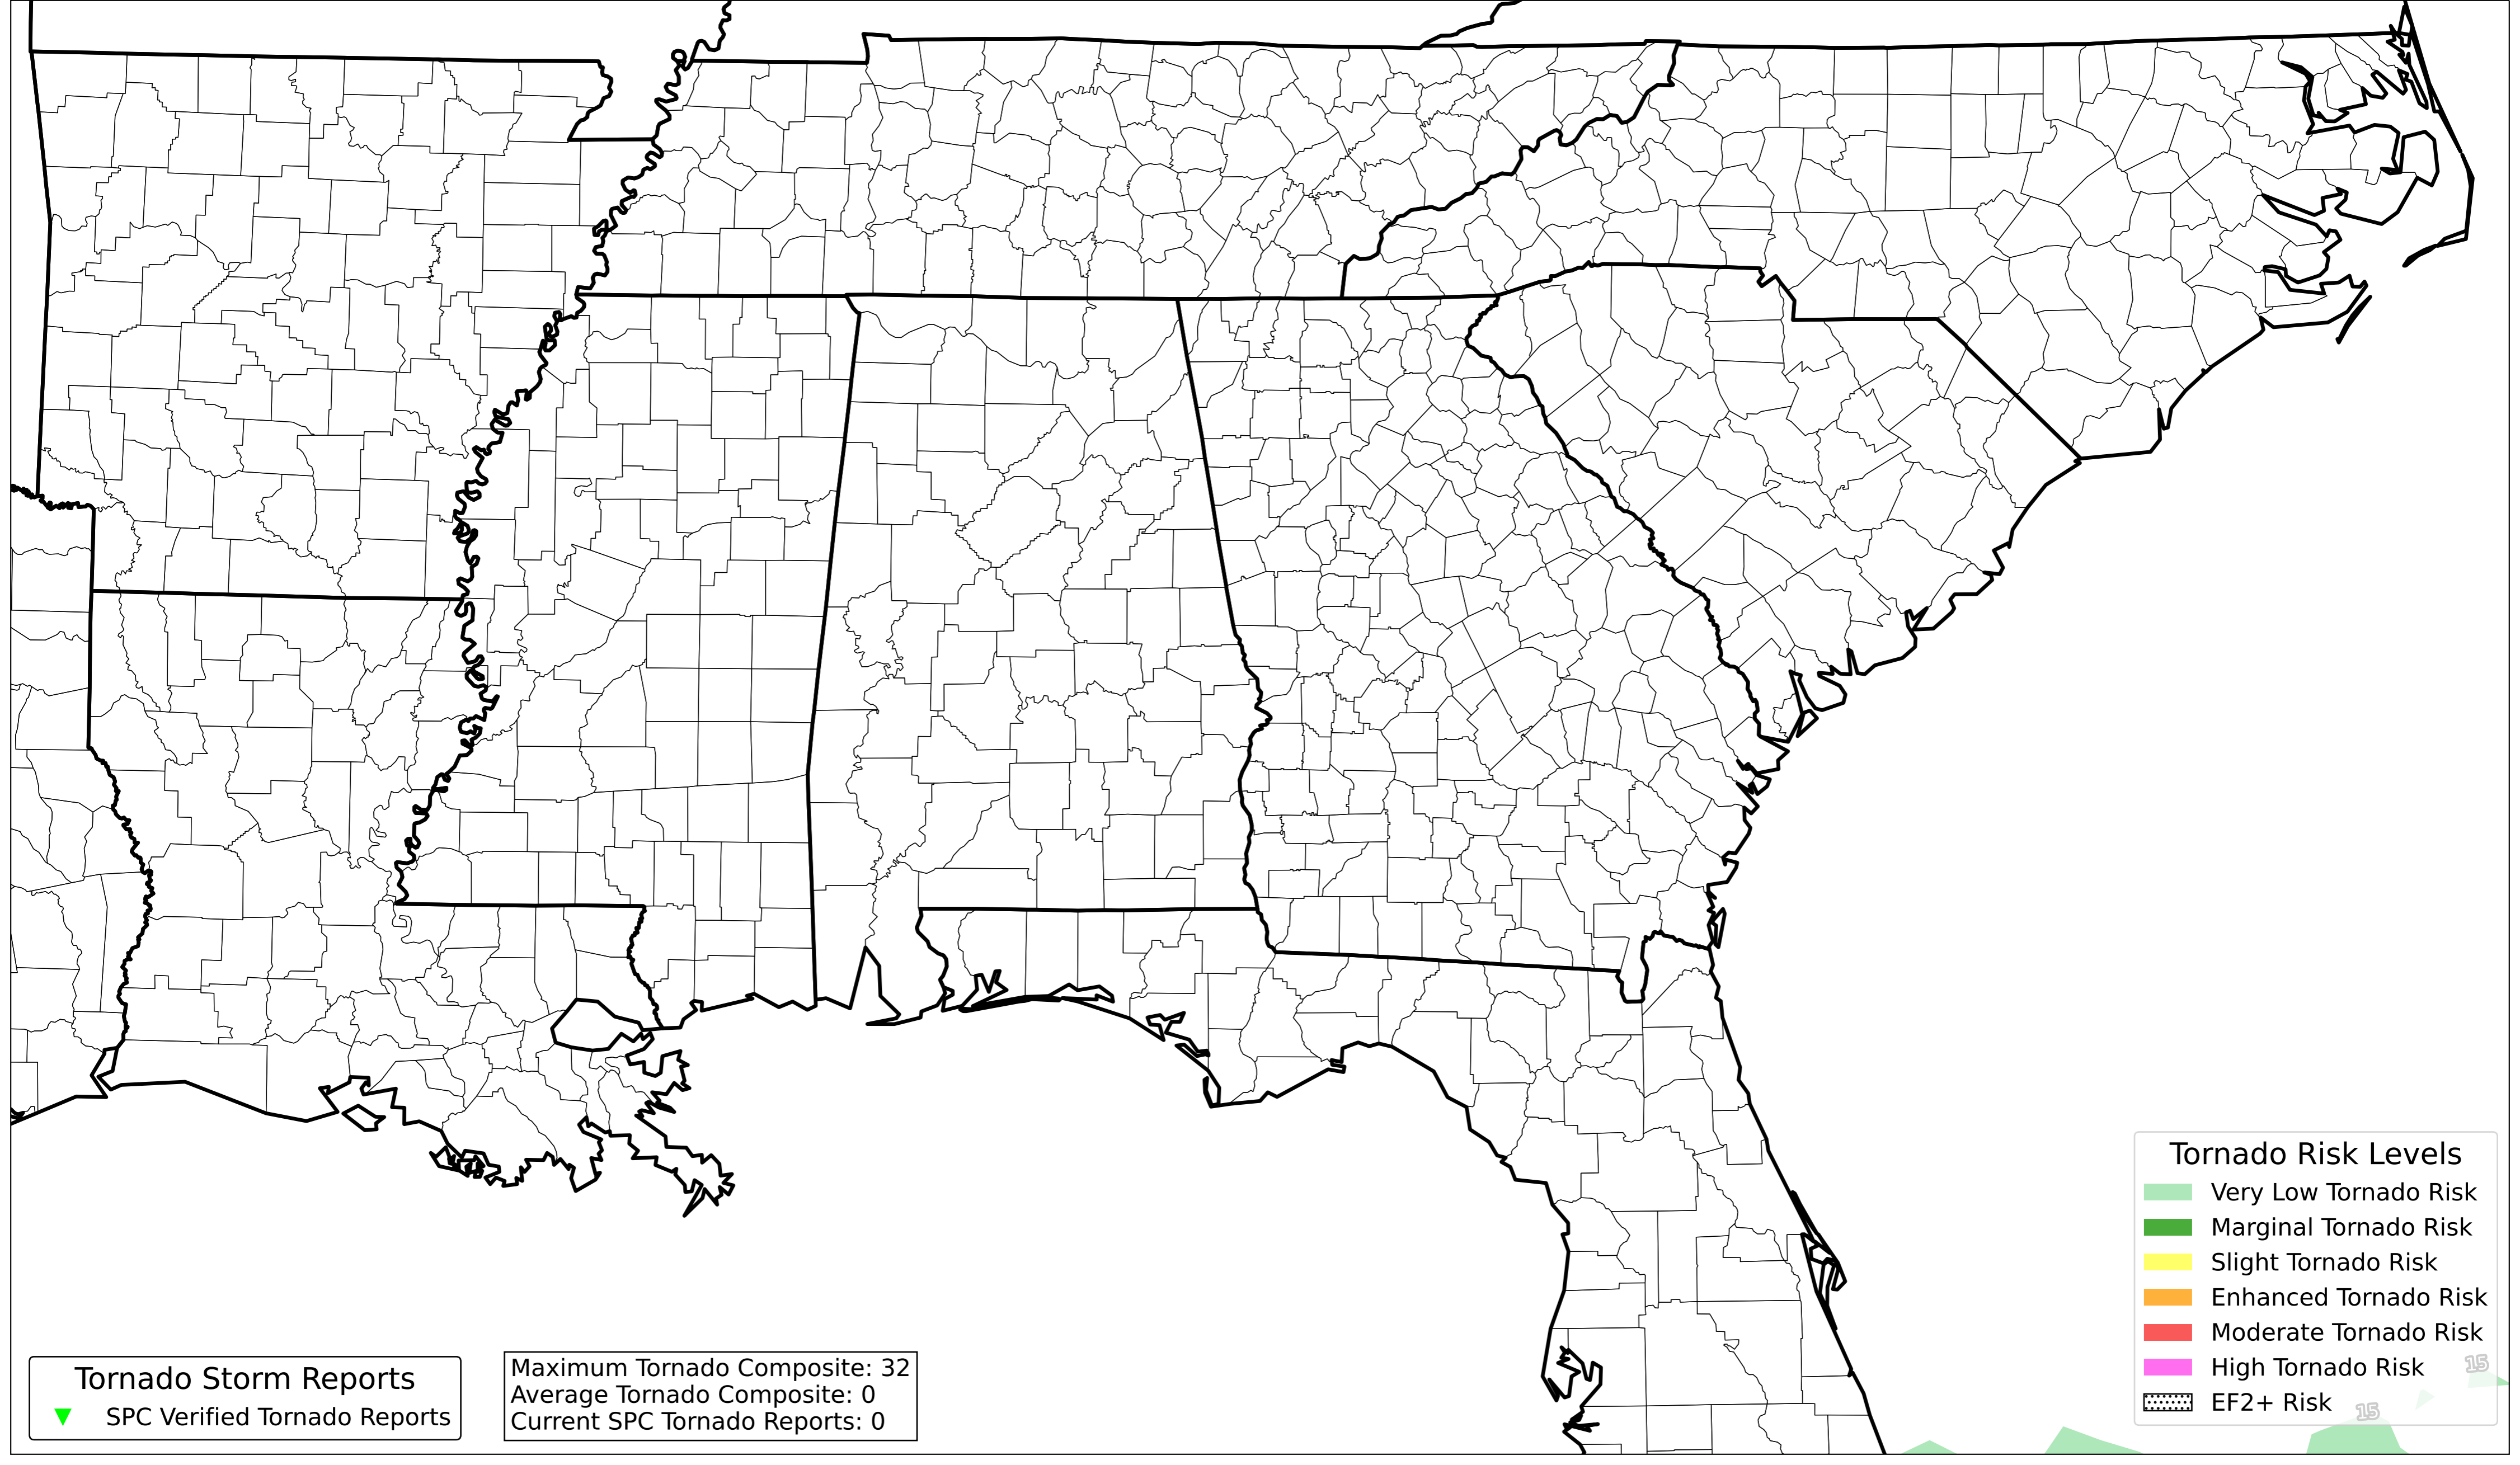 Tornado Risk Levels
Very Low Tornado Risk
Marginal Tornado Risk
Slight Tornado Risk
Enhanced Tornado Risk
Moderate Tornado Risk
High Tornado Risk
EF2+ Risk
15
15
Tornado Storm Reports
SPC Verified Tornado Reports
Maximum Tornado Composite: 32
Average Tornado Composite: 0
Current SPC Tornado Reports: 0